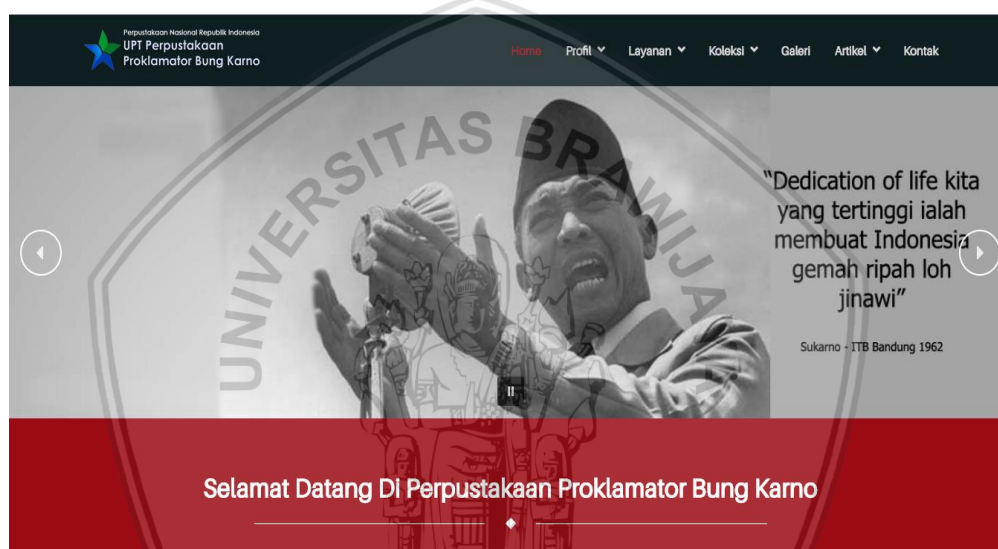 Perpustakaan Nasional Republik Indonesia
UPT Perpustakaan
Proklamator Bung Karno
Home Profil Layanan Koleksi Galeri Artikel Kontak
UNIVERSITAS BRAWIJAYA
"Dedication of life kita
yang tertinggi ialah
membuat Indonesia
gemah ripah loh
jinawi"
Sukarno - ITB Bandung 1962
Selamat Datang Di Perpustakaan Proklamator Bung Karno